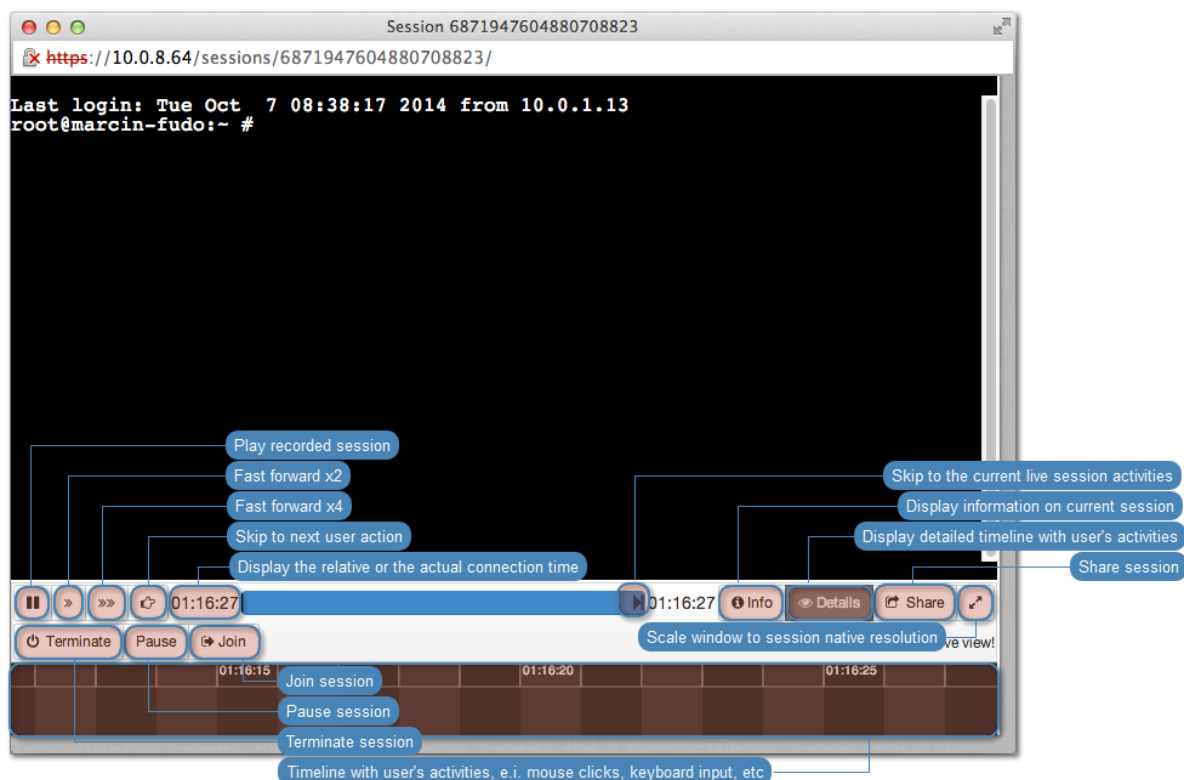 Session 6871947604880708823
https://10.0.8.64/sessions/6871947604880708823/
Last login: Tue Oct  7 08:38:17 2014 from 10.0.1.13
root@marcin-fudo:~ #
Play recorded session
Fast forward x2
Skip to the current live session activities
Fast forward x4
Display information on current session
Skip to next user action
Display detailed timeline with user's activities
Display the relative or the actual connection time
Share session
01:16:27 01:16:27 Info Details Share
Terminate Pause Join Scale window to session native resolution ve view!
01:16:15 01:16:20 01:16:25
Join session
Pause session
Terminate session
Timeline with user's activities, e.i. mouse clicks, keyboard input, etc